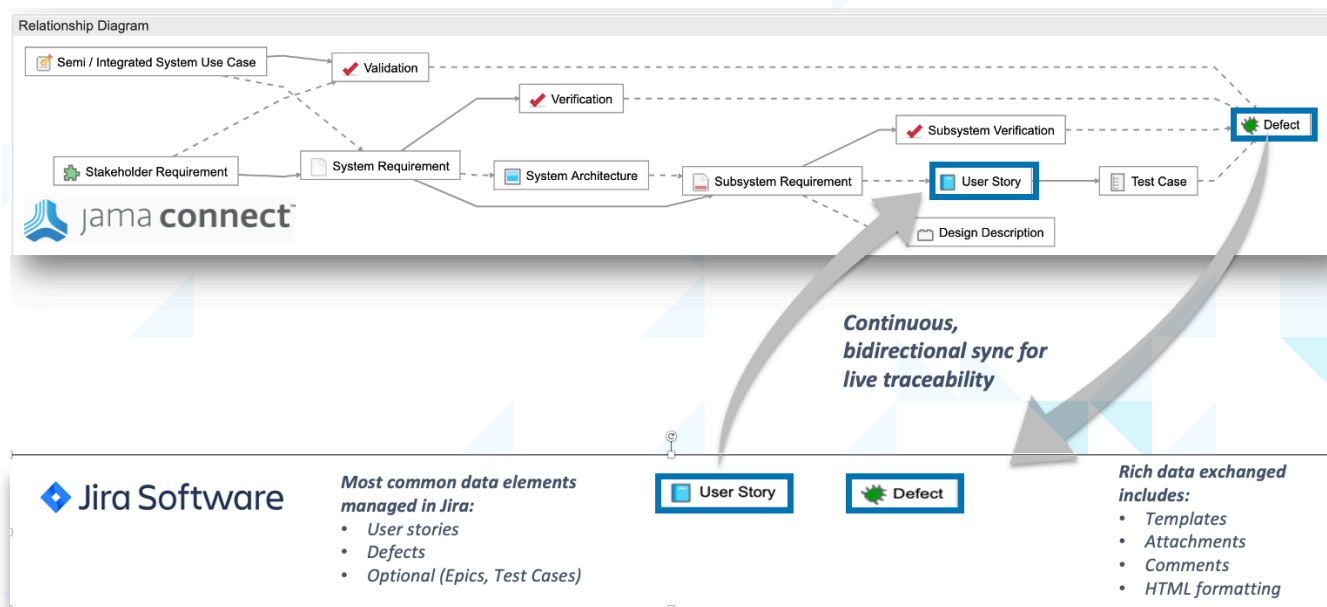 Relationship Diagram
Semi / Integrated System Use Case
Validation
Verification
Defect
Subsystem Verification
Stakeholder Requirement
System Requirement
System Architecture
Subsystem Requirement
User Story
Test Case
Design Description
jama connect™
Continuous,
bidirectional sync for
live traceability
Jira Software
Most common data elements
managed in Jira:
• User stories
• Defects
• Optional (Epics, Test Cases)
User Story
Defect
Rich data exchanged
includes:
• Templates
• Attachments
• Comments
• HTML formatting